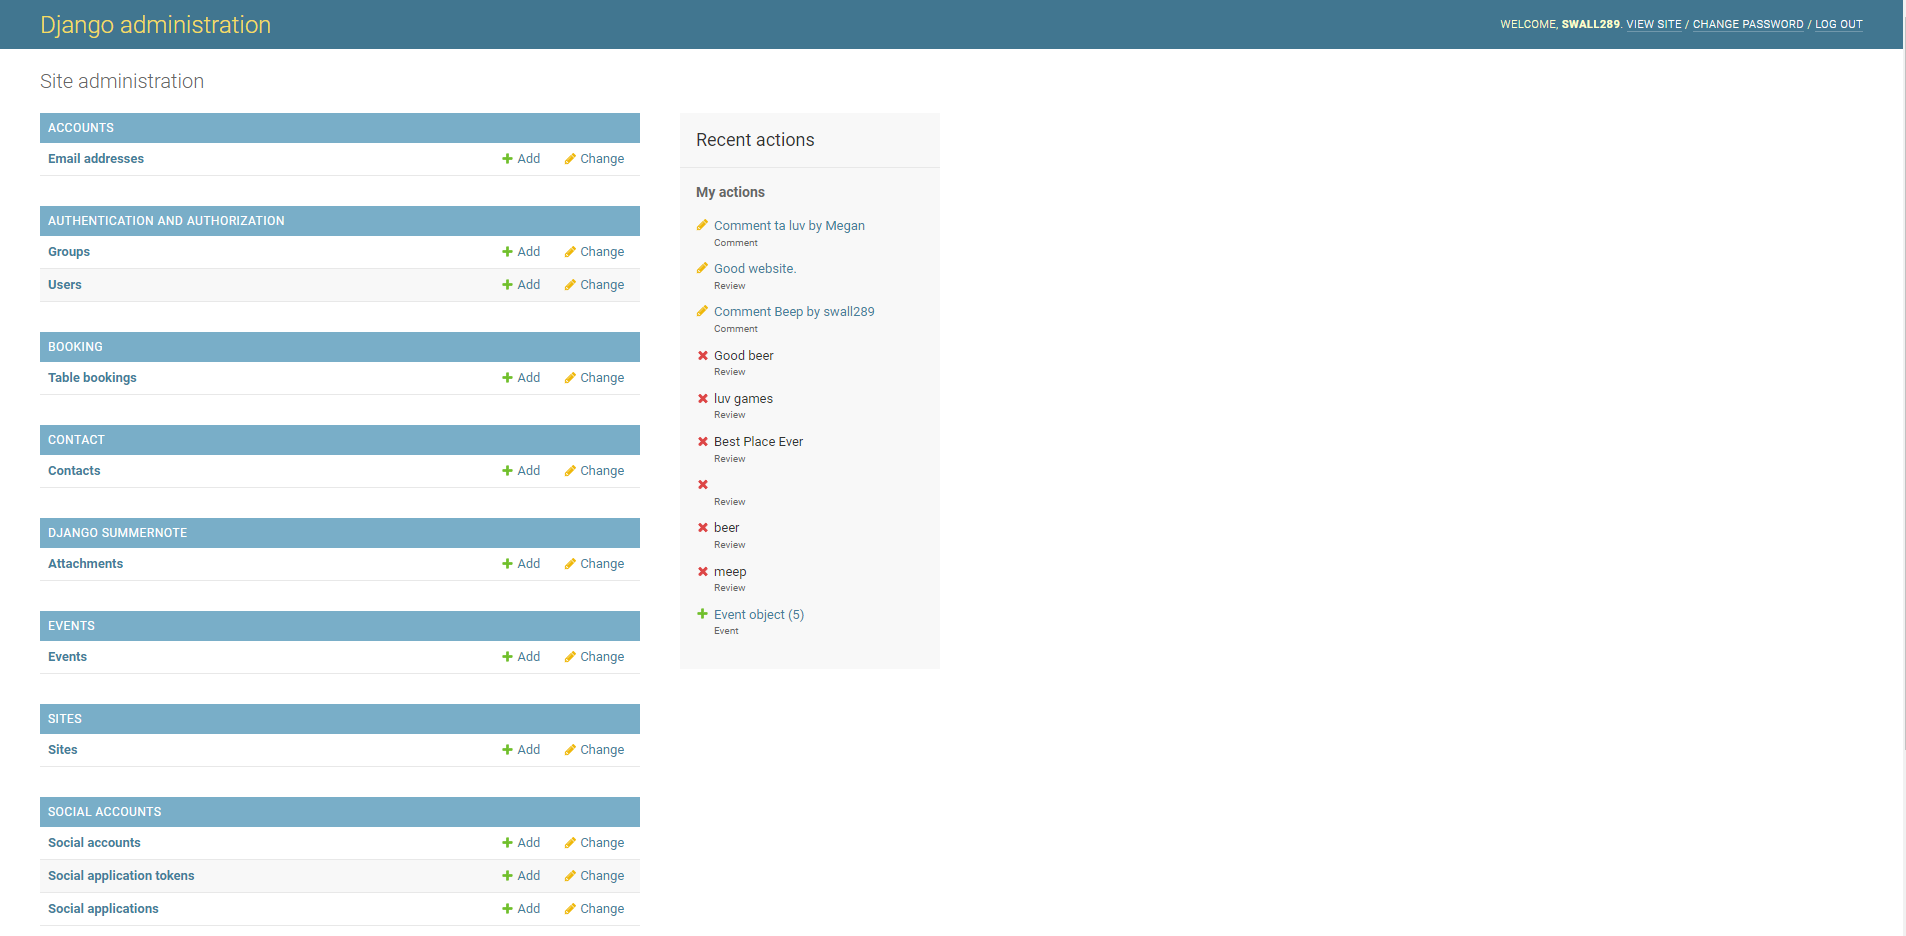 Django administration
WELCOME, SWALL289. VIEW SITE / CHANGE PASSWORD / LOG OUT
Site administration
ACCOUNTS
Email addresses Add Change
AUTHENTICATION AND AUTHORIZATION
Groups Add Change
Users Add Change
BOOKING
Table bookings Add Change
CONTACT
Contacts Add Change
DJANGO SUMMERNOTE
Attachments Add Change
EVENTS
Events Add Change
SITES
Sites Add Change
SOCIAL ACCOUNTS
Social accounts Add Change
Social application tokens Add Change
Social applications Add Change
Recent actions
My actions
Comment ta luv by Megan
Comment
Good website.
Review
Comment Beep by swall289
Comment
Good beer
Review
luv games
Review
Best Place Ever
Review
Review
beer
Review
meep
Review
Event object (5)
Event